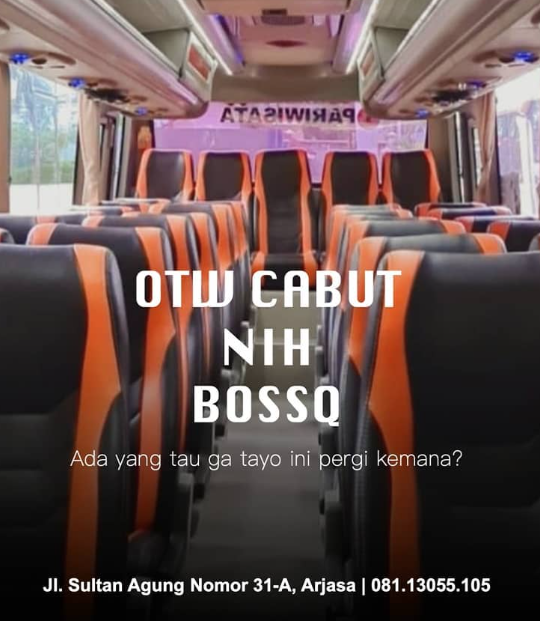 PARIWISATA
OTW CABUT
NIH
BOSSQ
Ada yang tau ga tayo ini pergi kemana?
Jl. Sultan Agung Nomor 31-A, Arjasa | 081.13055.105